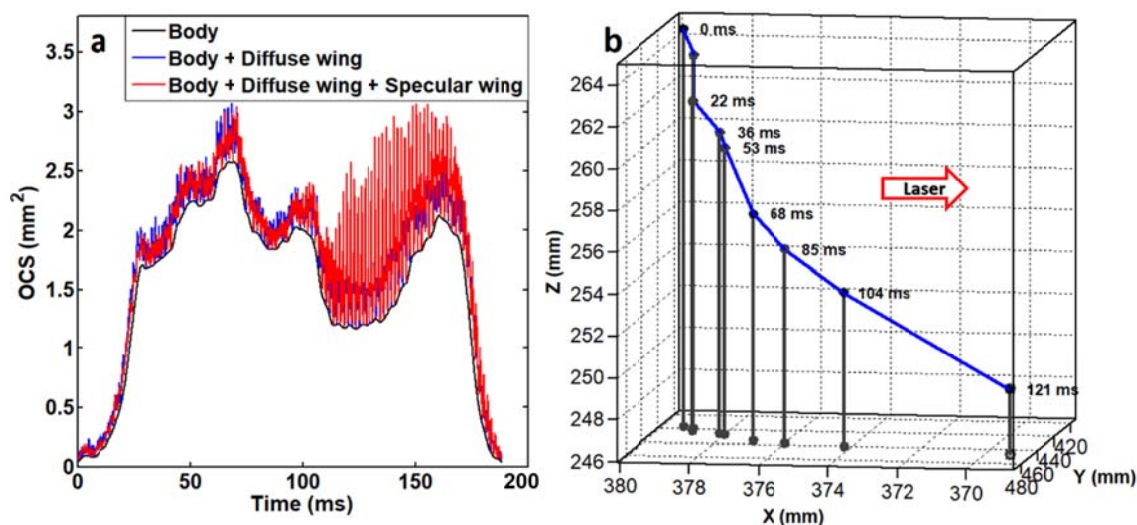 a
Body
Body + Diffuse wing
Body + Diffuse wing + Specular wing
3.5
3
2.5
2
1.5
1
0.5
0
OCS (mm²)
0 50 100 150 200
Time (ms)
b
0 ms
22 ms
36 ms
53 ms
68 ms
85 ms
104 ms
121 ms
Laser
264
262
260
258
256
254
252
250
248
246
Z (mm)
380 378 376 374 372 370
X (mm)
480
440
420
Y (mm)